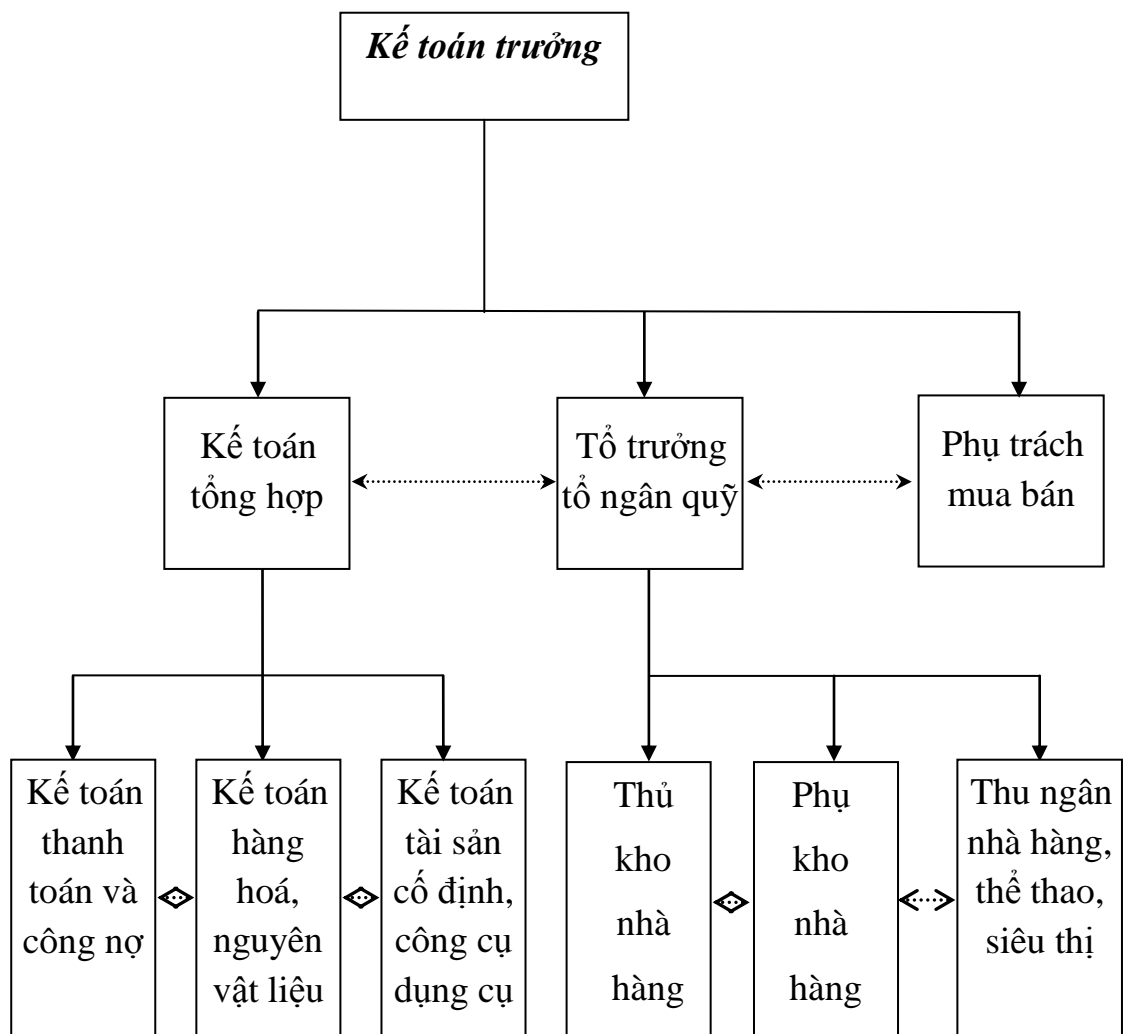 Kế toán trưởng
Kế toán
tổng hợp
Tổ trưởng
tổ ngân quỹ
Phụ trách
mua bán
Kế toán
thanh
toán và
công nợ
Kế toán
hàng
hoá,
nguyên
vật liệu
Kế toán
tài sản
cố định,
công cụ
dụng cụ
Thủ
kho
nhà
hàng
Phụ
kho
nhà
hàng
Thu ngân
nhà hàng,
thể thao,
siêu thị